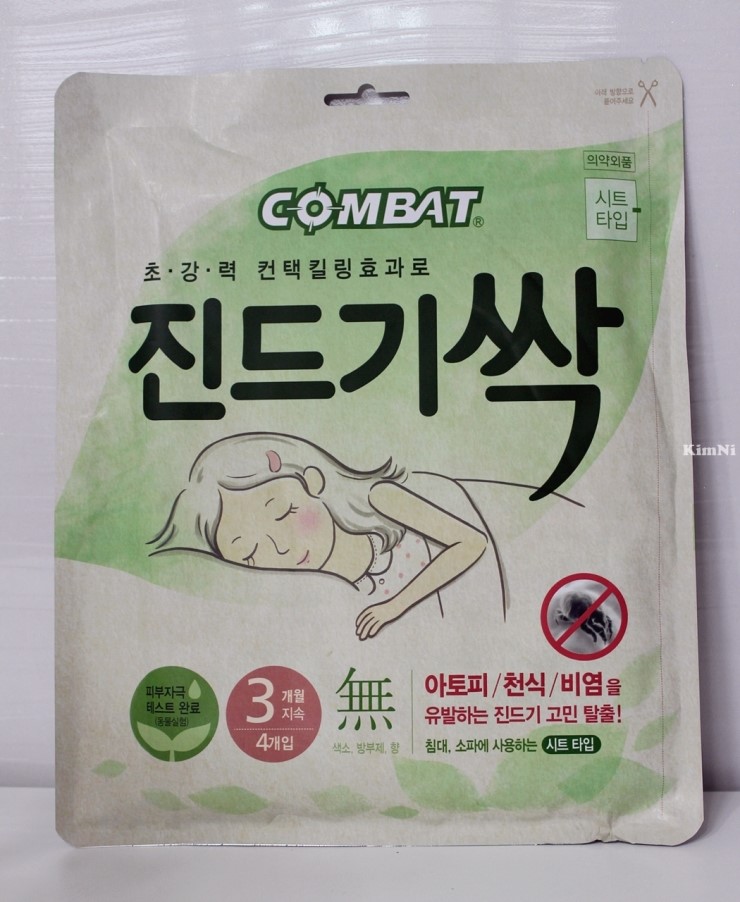 아래 방향으로
뜯어주세요
의약외품
시트
타입
COMBAT®
초·강·력 컨택킬링효과로
진드기싹
KimNi
피부자극
테스트 완료
(동물실험)
3개월
지속
4개입
無
색소, 방부제, 향
아토피/천식/비염을
유발하는 진드기 고민 탈출!
침대, 소파에 사용하는 시트 타입